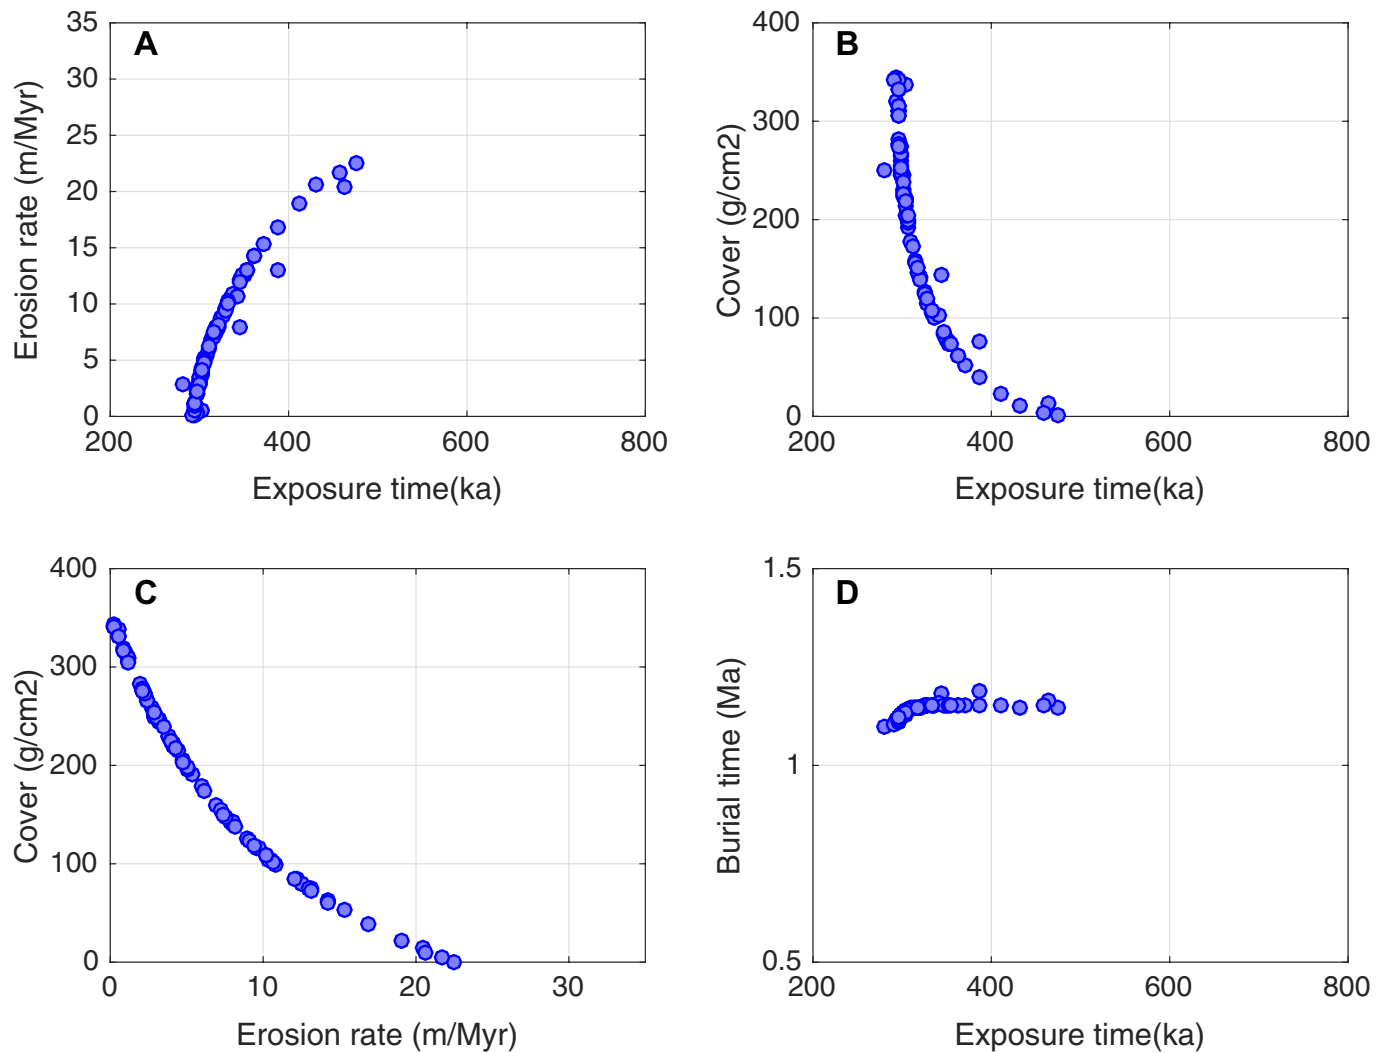 A
35
30
25
20
15
10
5
0
Erosion rate (m/Myr)
200 400 600 800
Exposure time(ka)
B
400
300
200
100
0
Cover (g/cm2)
200 400 600 800
Exposure time(ka)
C
400
300
200
100
0
Cover (g/cm2)
0 10 20 30
Erosion rate (m/Myr)
D
1.5
1
0.5
Burial time (Ma)
200 400 600 800
Exposure time(ka)